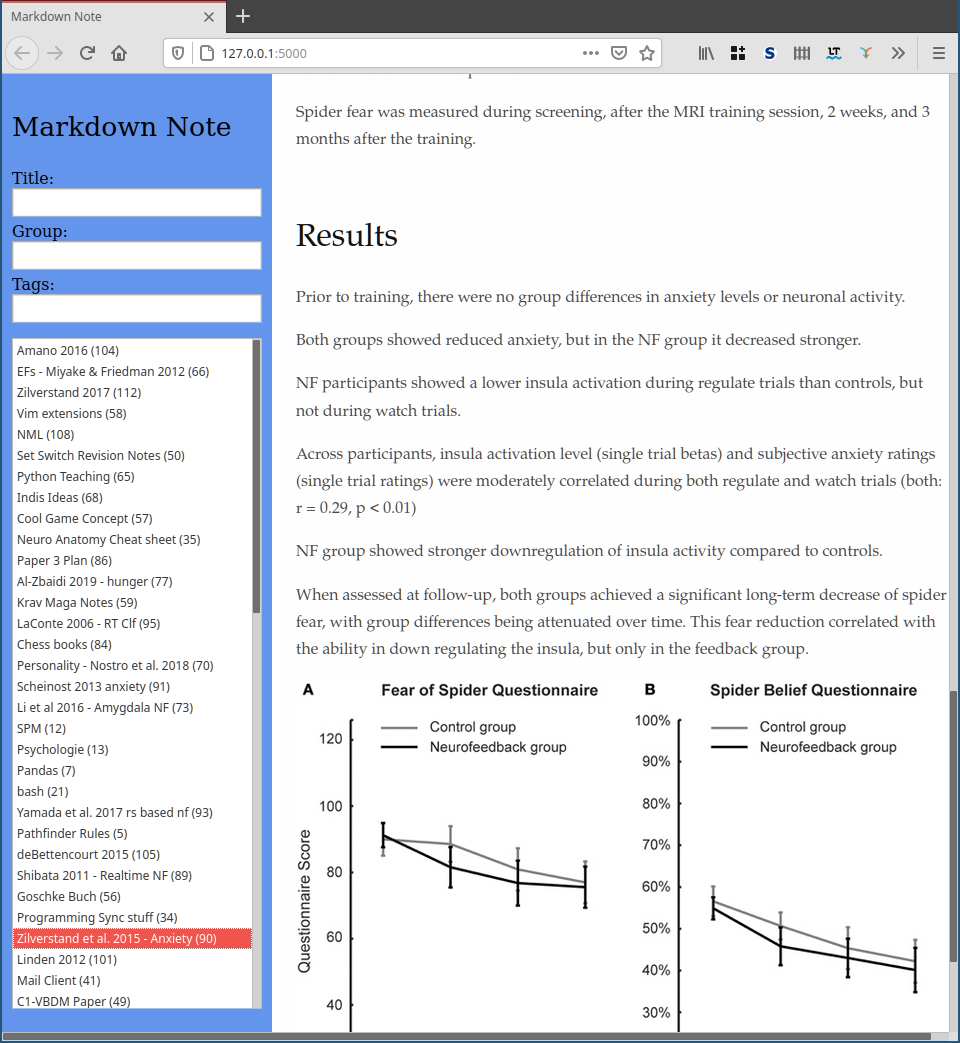 Markdown Note
127.0.0.1:5000
Markdown Note
Title:
Group:
Tags:
Amano 2016 (104)
EFs - Miyake & Friedman 2012 (66)
Zilverstand 2017 (112)
Vim extensions (58)
NML (108)
Set Switch Revision Notes (50)
Python Teaching (65)
Indis Ideas (68)
Cool Game Concept (57)
Neuro Anatomy Cheat sheet (35)
Paper 3 Plan (86)
Al-Zbaidi 2019 - hunger (77)
Krav Maga Notes (59)
LaConte 2006 - RT Clf (95)
Chess books (84)
Personality - Nostro et al. 2018 (70)
Scheinost 2013 anxiety (91)
Li et al 2016 - Amygdala NF (73)
SPM (12)
Psychologie (13)
Pandas (7)
bash (21)
Yamada et al. 2017 rs based nf (93)
Pathfinder Rules (5)
deBettencourt 2015 (105)
Shibata 2011 - Realtime NF (89)
Goschke Buch (56)
Programming Sync stuff (34)
Zilverstand et al. 2015 - Anxiety (90)
Linden 2012 (101)
Mail Client (41)
C1-VBDM Paper (49)
Spider fear was measured during screening, after the MRI training session, 2 weeks, and 3
months after the training.
Results
Prior to training, there were no group differences in anxiety levels or neuronal activity.
Both groups showed reduced anxiety, but in the NF group it decreased stronger.
NF participants showed a lower insula activation during regulate trials than controls, but
not during watch trials.
Across participants, insula activation level (single trial betas) and subjective anxiety ratings
(single trial ratings) were moderately correlated during both regulate and watch trials (both:
r = 0.29, p < 0.01)
NF group showed stronger downregulation of insula activity compared to controls.
When assessed at follow-up, both groups achieved a significant long-term decrease of spider
fear, with group differences being attenuated over time. This fear reduction correlated with
the ability in down regulating the insula, but only in the feedback group.
A Fear of Spider Questionnaire
Control group
Neurofeedback group
Questionnaire Score
120
100
80
60
40
B Spider Belief Questionnaire
Control group
Neurofeedback group
100%
90%
80%
70%
60%
50%
40%
30%